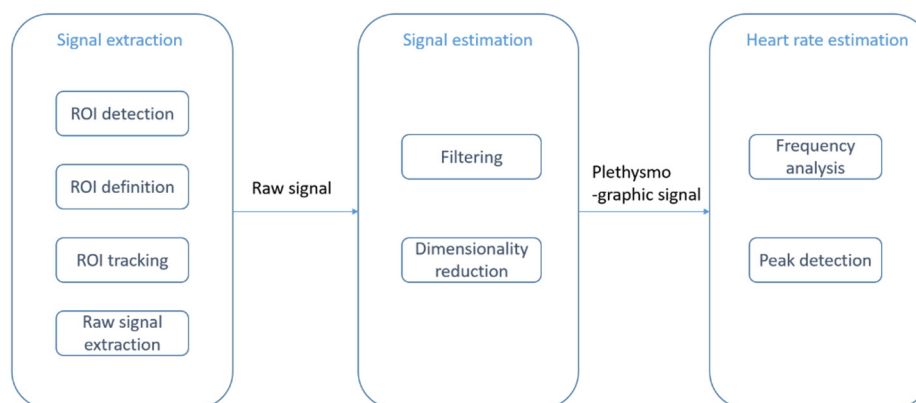 Signal extraction
ROI detection
ROI definition
ROI tracking
Raw signal
extraction
Raw signal
Signal estimation
Filtering
Dimensionality
reduction
Plethysmo
-graphic signal
Heart rate estimation
Frequency
analysis
Peak detection